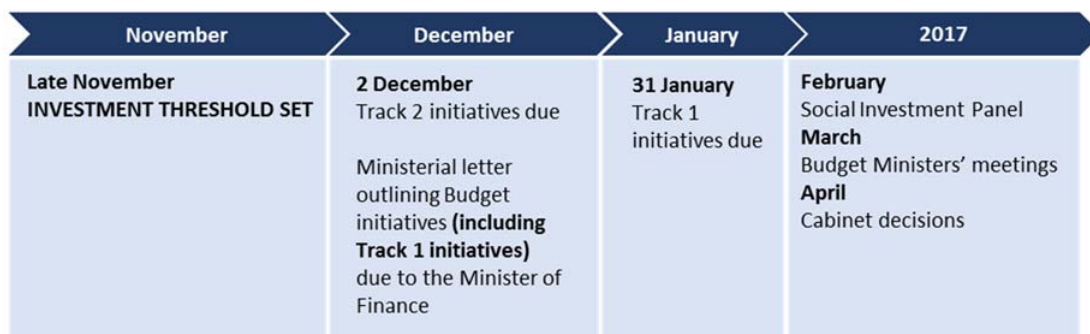 November
December
January
2017
Late November
INVESTMENT THRESHOLD SET
2 December
Track 2 initiatives due
Ministerial letter
outlining Budget
initiatives (including
Track 1 initiatives)
due to the Minister of
Finance
31 January
Track 1
initiatives due
February
Social Investment Panel
March
Budget Ministers’ meetings
April
Cabinet decisions